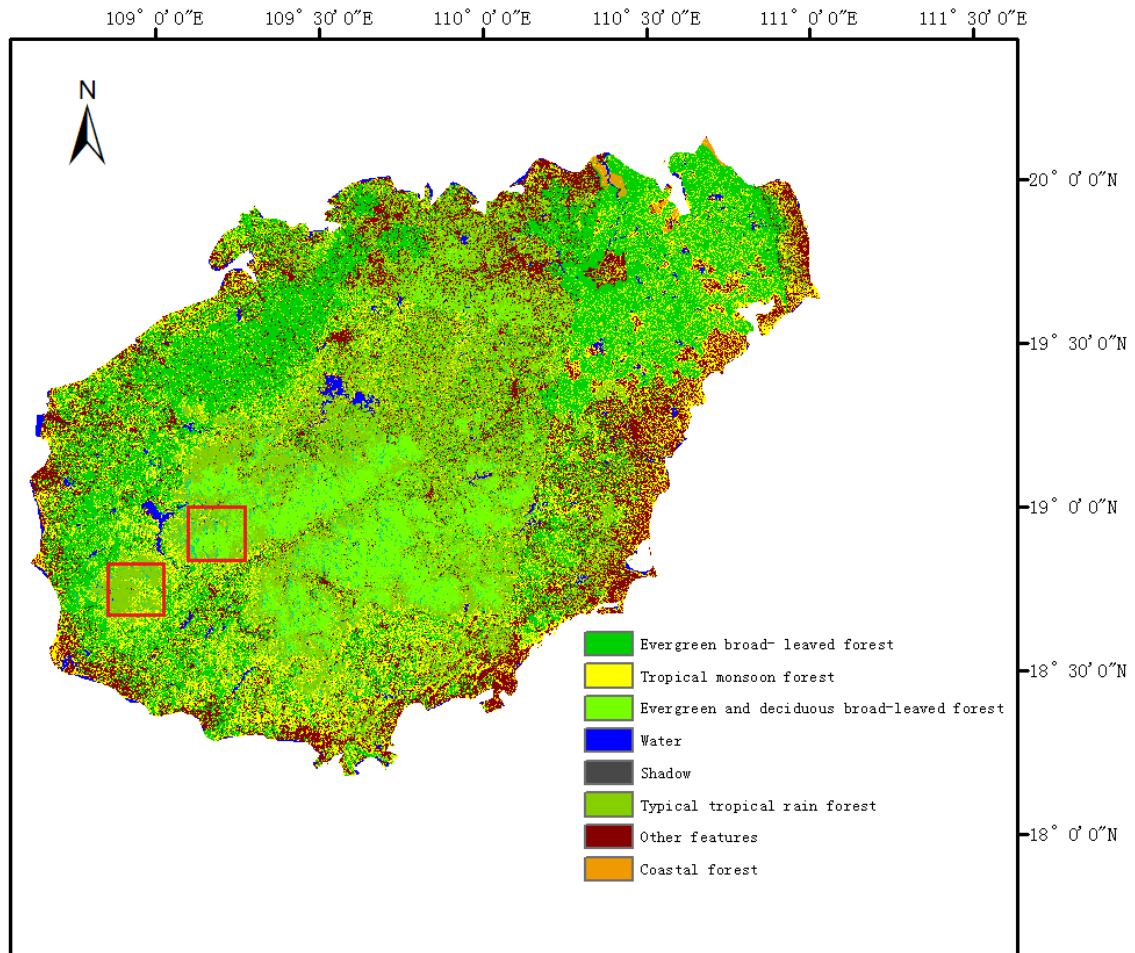 109° 0′0″E 109° 30′0″E 110° 0′0″E 110° 30′0″E 111° 0′0″E 111° 30′0″E
N
20° 0′0″N
19° 30′0″N
19° 0′0″N
18° 30′0″N
18° 0′0″N
Evergreen broad- leaved forest
Tropical monsoon forest
Evergreen and deciduous broad-leaved forest
Water
Shadow
Typical tropical rain forest
Other features
Coastal forest